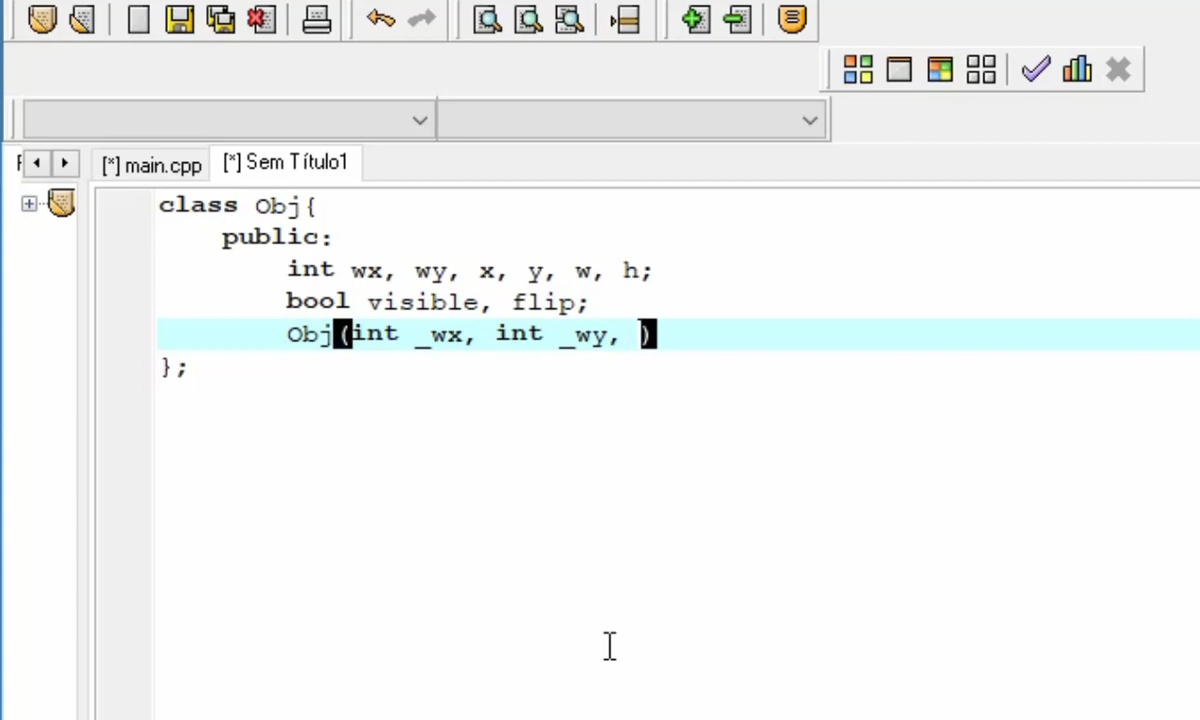 [*] main.cpp [*] Sem Título1
class Obj{
public:
int wx, wy, x, y, w, h;
bool visible, flip;
Obj(int _wx, int _wy, )
};